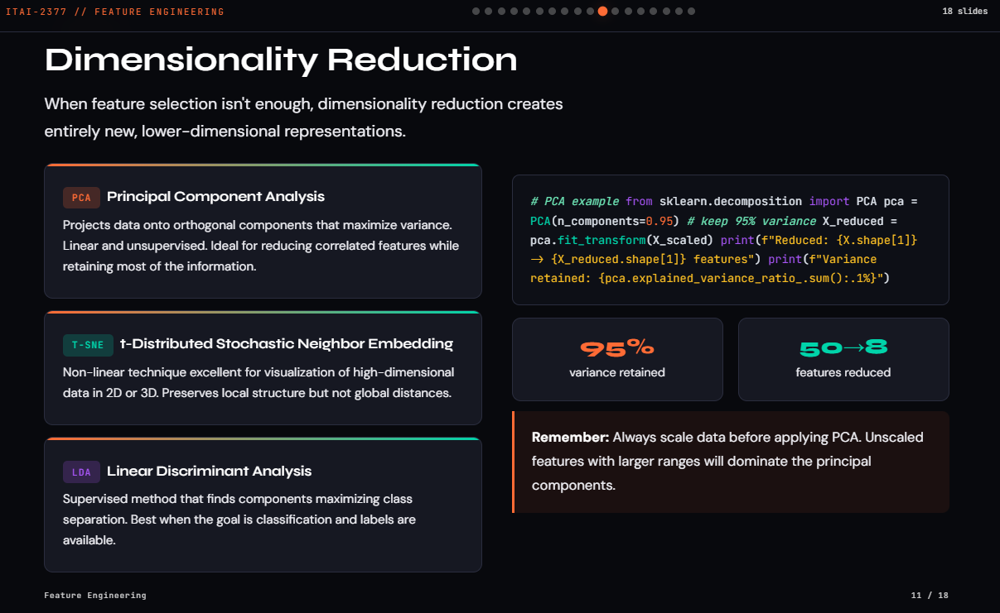 ITAI-2377 // FEATURE ENGINEERING
18 slides
Dimensionality Reduction
When feature selection isn't enough, dimensionality reduction creates
entirely new, lower-dimensional representations.
PCA Principal Component Analysis
Projects data onto orthogonal components that maximize variance.
Linear and unsupervised. Ideal for reducing correlated features while
retaining most of the information.
T-SNE t-Distributed Stochastic Neighbor Embedding
Non-linear technique excellent for visualization of high-dimensional
data in 2D or 3D. Preserves local structure but not global distances.
LDA Linear Discriminant Analysis
Supervised method that finds components maximizing class
separation. Best when the goal is classification and labels are
available.
# PCA example from sklearn.decomposition import PCA pca =
PCA(n_components=0.95) # keep 95% variance X_reduced =
pca.fit_transform(X_scaled) print(f"Reduced: {X.shape[1]}
→ {X_reduced.shape[1]} features") print(f"Variance
retained: {pca.explained_variance_ratio_.sum():.1%}")
95%
variance retained
50→8
features reduced
Remember: Always scale data before applying PCA. Unscaled
features with larger ranges will dominate the principal
components.
Feature Engineering
11 / 18